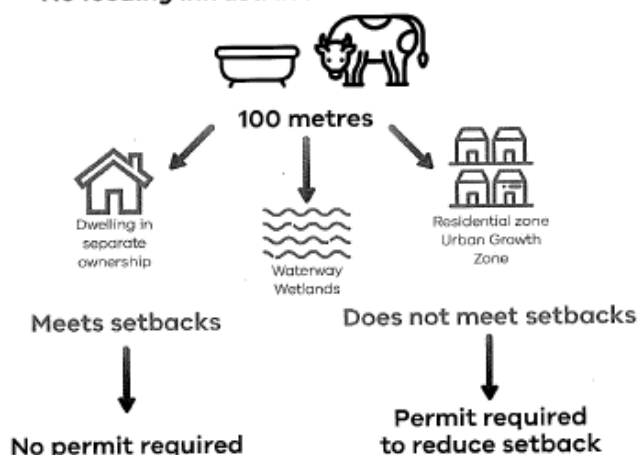 100 metres
Dwelling in
separate
ownership
Waterway
Wetlands
Residential zone
Urban Growth
Zone
Meets setbacks
Does not meet setbacks
No permit required
Permit required
to reduce setback